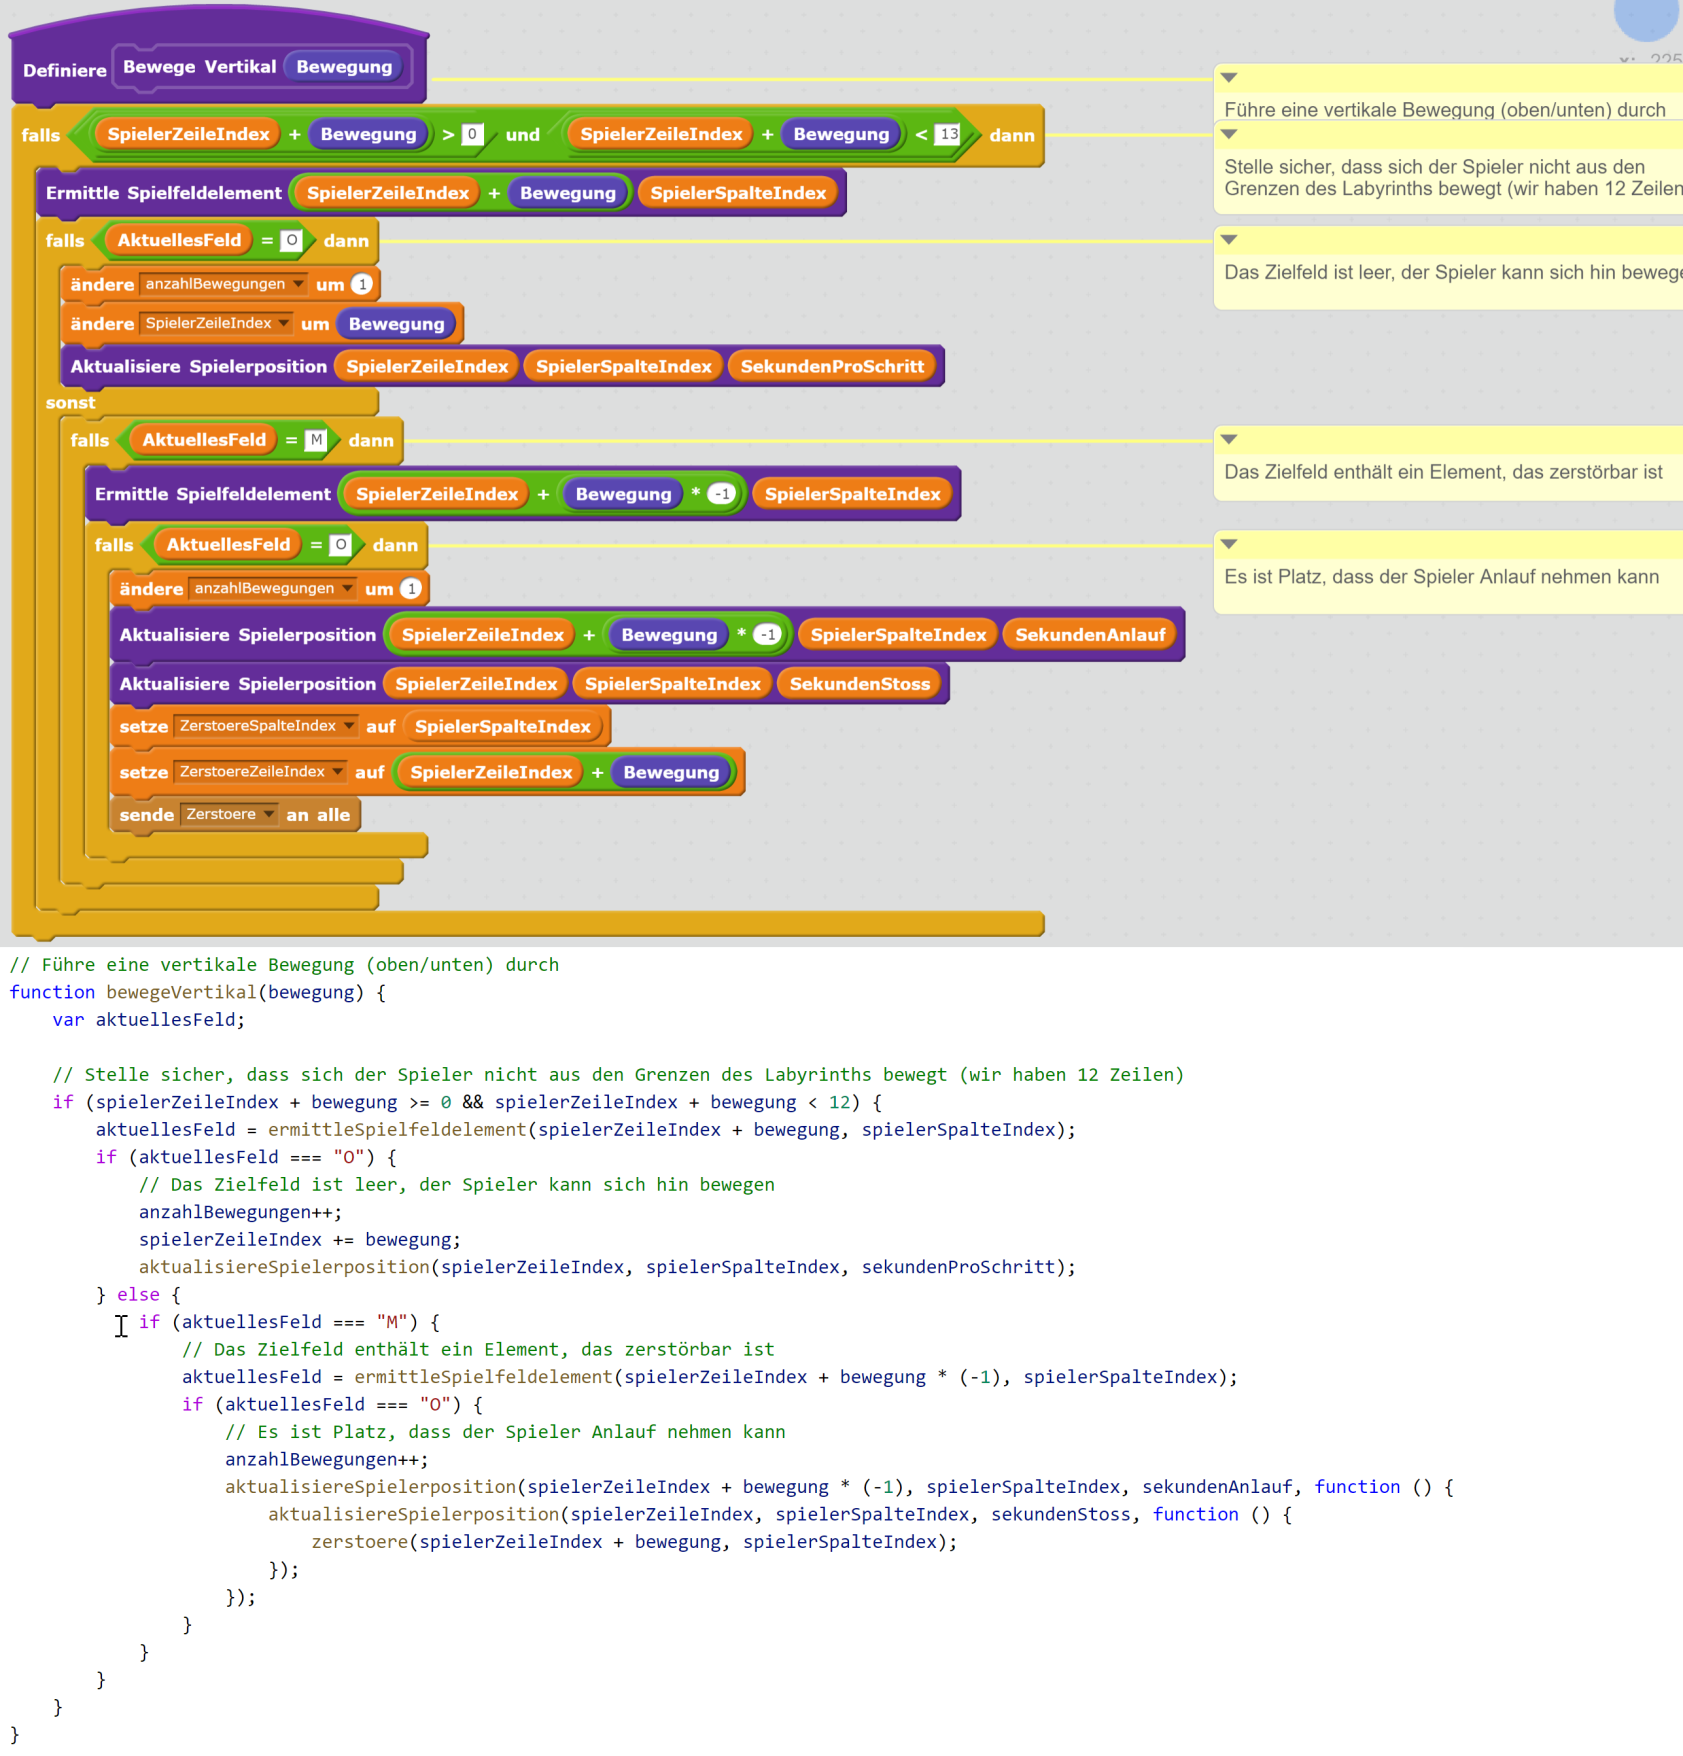 x: 225
Definiere Bewege Vertikal Bewegung
Führe eine vertikale Bewegung (oben/unten) durch
falls SpielerZeileIndex + Bewegung > 0 und SpielerZeileIndex + Bewegung < 13 dann
Stelle sicher, dass sich der Spieler nicht aus den
Grenzen des Labyrinths bewegt (wir haben 12 Zeilen
Ermittle Spielfeldelement SpielerZeileIndex + Bewegung SpielerSpalteIndex
falls AktuellesFeld = O dann
Das Zielfeld ist leer, der Spieler kann sich hin bewege
ändere anzahlBewegungen um 1
ändere SpielerZeileIndex um Bewegung
Aktualisiere Spielerposition SpielerZeileIndex SpielerSpalteIndex SekundenProSchritt
sonst
falls AktuellesFeld = M dann
Das Zielfeld enthält ein Element, das zerstörbar ist
Ermittle Spielfeldelement SpielerZeileIndex + Bewegung * -1 SpielerSpalteIndex
falls AktuellesFeld = O dann
Es ist Platz, dass der Spieler Anlauf nehmen kann
ändere anzahlBewegungen um 1
Aktualisiere Spielerposition SpielerZeileIndex + Bewegung * -1 SpielerSpalteIndex SekundenAnlauf
Aktualisiere Spielerposition SpielerZeileIndex SpielerSpalteIndex SekundenStoss
setze ZerstoereSpalteIndex auf SpielerSpalteIndex
setze ZerstoereZeileIndex auf SpielerZeileIndex + Bewegung
sende Zerstoere an alle
// Führe eine vertikale Bewegung (oben/unten) durch
function bewegeVertikal(bewegung) {
var aktuellesFeld;
// Stelle sicher, dass sich der Spieler nicht aus den Grenzen des Labyrinths bewegt (wir haben 12 Zeilen)
if (spielerZeileIndex + bewegung >= 0 && spielerZeileIndex + bewegung < 12) {
aktuellesFeld = ermittleSpielfeldelement(spielerZeileIndex + bewegung, spielerSpalteIndex);
if (aktuellesFeld === "O") {
// Das Zielfeld ist leer, der Spieler kann sich hin bewegen
anzahlBewegungen++;
spielerZeileIndex += bewegung;
aktualisiereSpielerposition(spielerZeileIndex, spielerSpalteIndex, sekundenProSchritt);
} else {
if (aktuellesFeld === "M") {
// Das Zielfeld enthält ein Element, das zerstörbar ist
aktuellesFeld = ermittleSpielfeldelement(spielerZeileIndex + bewegung * (-1), spielerSpalteIndex);
if (aktuellesFeld === "O") {
// Es ist Platz, dass der Spieler Anlauf nehmen kann
anzahlBewegungen++;
aktualisiereSpielerposition(spielerZeileIndex + bewegung * (-1), spielerSpalteIndex, sekundenAnlauf, function () {
aktualisiereSpielerposition(spielerZeileIndex, spielerSpalteIndex, sekundenStoss, function () {
zerstoere(spielerZeileIndex + bewegung, spielerSpalteIndex);
});
});
}
}
}
}
}